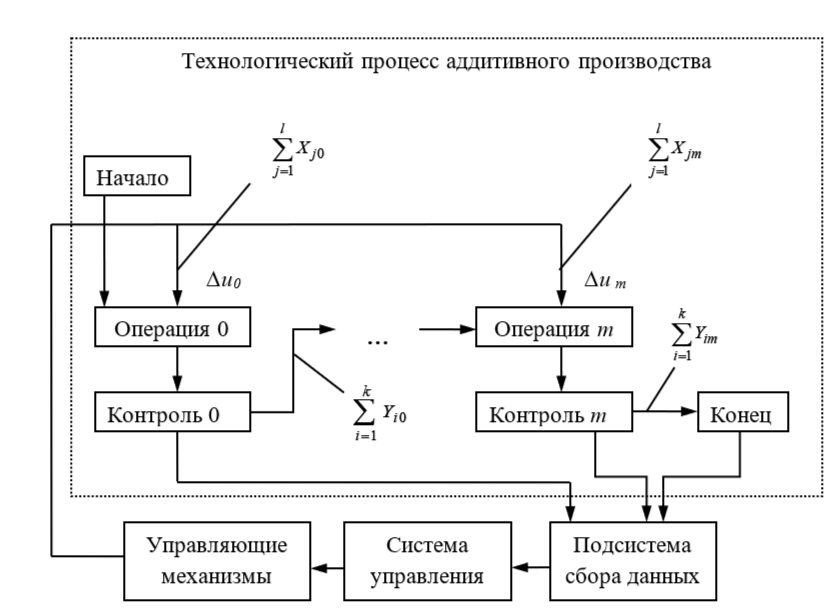 Технологический процесс аддитивного производства
l
∑ X_{j0}
j=1
l
∑ X_{jm}
j=1
Начало
Δu_0
Δu_m
Операция 0
...
Операция m
k
∑ Y_{im}
i=1
k
∑ Y_{i0}
i=1
Контроль 0
Контроль m
Конец
Управляющие
механизмы
Система
управления
Подсистема
сбора данных